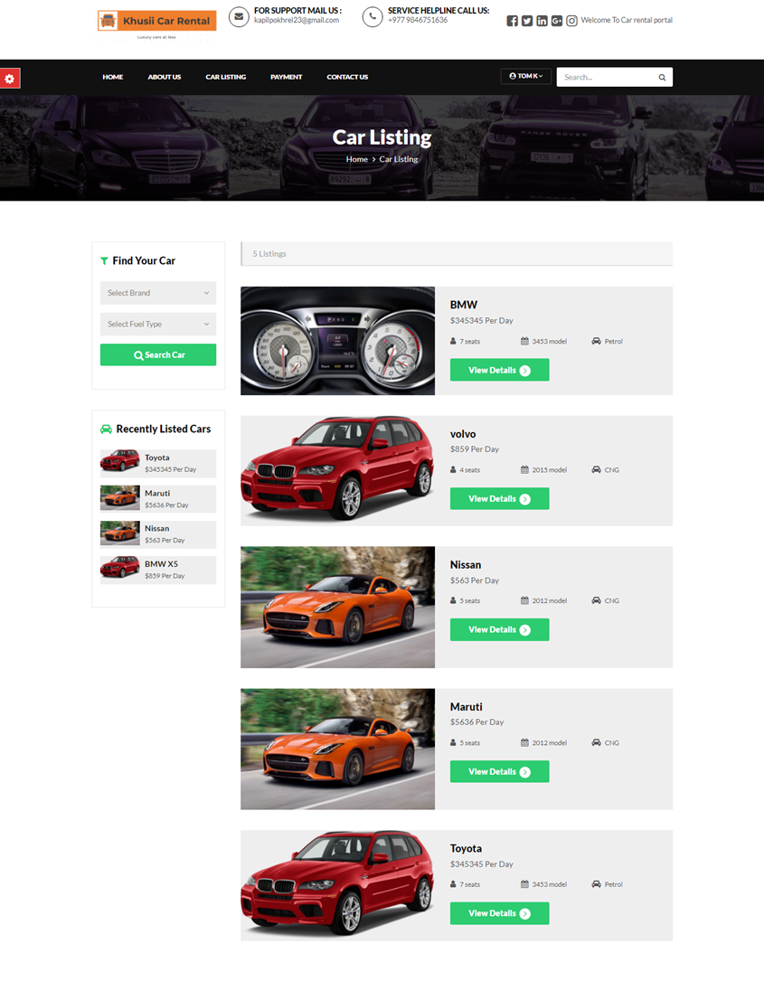 Khusii Car Rental
Luxury cars at less
FOR SUPPORT MAIL US :
kapilpokhrel23@gmail.com
SERVICE HELPLINE CALL US:
+977 9846751636
Welcome To Car rental portal
HOME
ABOUT US
CAR LISTING
PAYMENT
CONTACT US
TOM K
Search...
Car Listing
Home > Car Listing
Find Your Car
Select Brand
Select Fuel Type
Search Car
Recently Listed Cars
Toyota
$345345 Per Day
Maruti
$5636 Per Day
Nissan
$563 Per Day
BMW X5
$859 Per Day
5 Listings
BMW
$345345 Per Day
7 seats
3453 model
Petrol
View Details
volvo
$859 Per Day
4 seats
2015 model
CNG
View Details
Nissan
$563 Per Day
5 seats
2012 model
CNG
View Details
Maruti
$5636 Per Day
5 seats
2012 model
CNG
View Details
Toyota
$345345 Per Day
7 seats
3453 model
Petrol
View Details